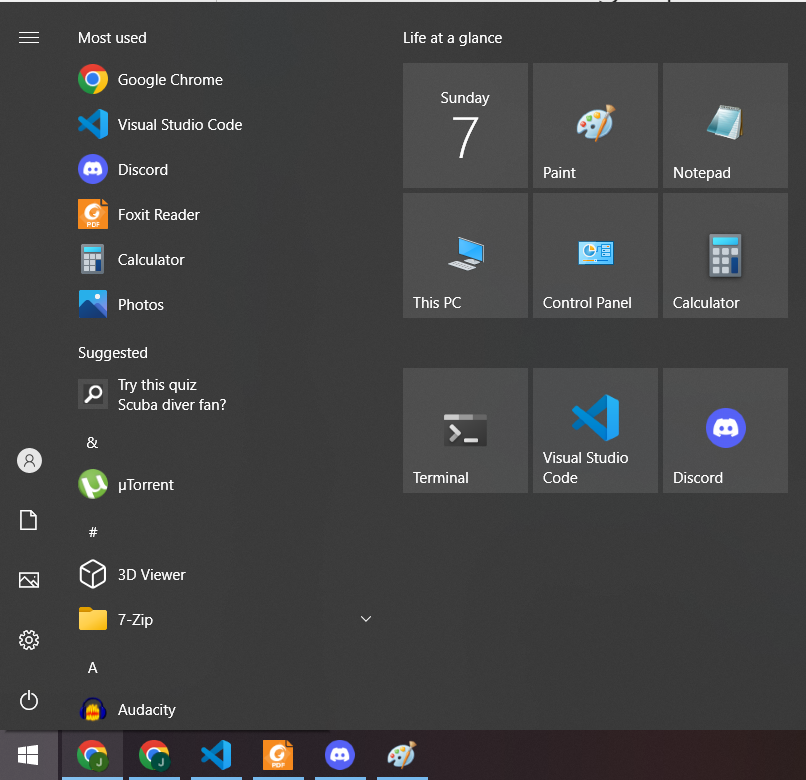 Most used
Google Chrome
Visual Studio Code
Discord
Foxit Reader
Calculator
Photos
Suggested
Try this quiz
Scuba diver fan?
&
µTorrent
#
3D Viewer
7-Zip
A
Audacity
Life at a glance
Sunday
7
Paint
Notepad
This PC
Control Panel
Calculator
Terminal
Visual Studio
Code
Discord
PDF
J
J
PDF